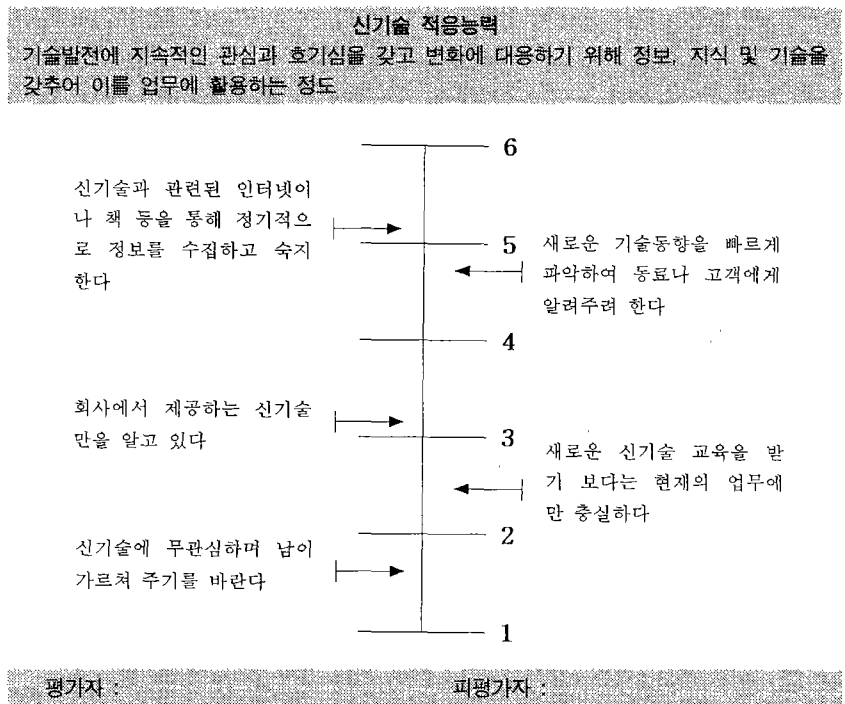 신기술 적응능력
기술발전에 지속적인 관심과 호기심을 갖고 변화에 대응하기 위해 정보, 지식 및 기술을
갖추어 이를 업무에 활용하는 정도
6
신기술과 관련된 인터넷이
나 책 등을 통해 정기적으
로 정보를 수집하고 숙지
한다
5
새로운 기술동향을 빠르게
파악하여 동료나 고객에게
알려주려 한다
4
회사에서 제공하는 신기술
만을 알고 있다
3
새로운 신기술 교육을 받
기 보다는 현재의 업무에
만 충실하다
2
신기술에 무관심하며 남이
가르쳐 주기를 바란다
1
평가자 : 피평가자 :